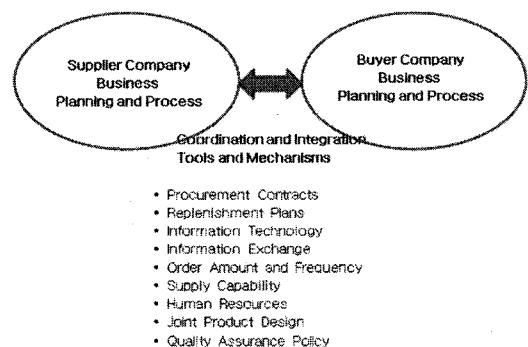 Supplier Company
Business
Planning and Process
Buyer Company
Business
Planning and Process
Coordination and Integration
Tools and Mechanisms
• Procurement Contracts
• Replenishment Plans
• Information Technology
• Information Exchange
• Order Amount and Frequency
• Supply Capability
• Human Resources
• Joint Product Design
• Quality Assurance Policy